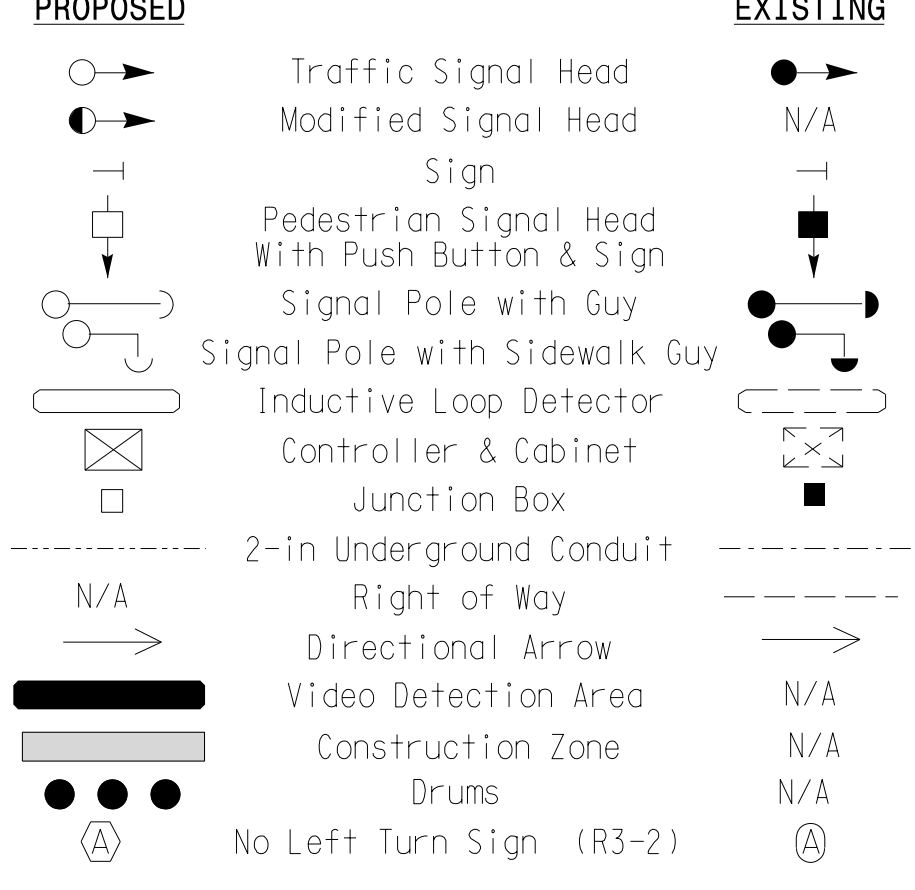 PROPOSED EXISTING
Traffic Signal Head
Modified Signal Head N/A
Sign
Pedestrian Signal Head
With Push Button & Sign
Signal Pole with Guy
Signal Pole with Sidewalk Guy
Inductive Loop Detector
Controller & Cabinet
Junction Box
2-in Underground Conduit
N/A Right of Way
Directional Arrow
Video Detection Area N/A
Construction Zone N/A
Drums N/A
A No Left Turn Sign (R3-2) A